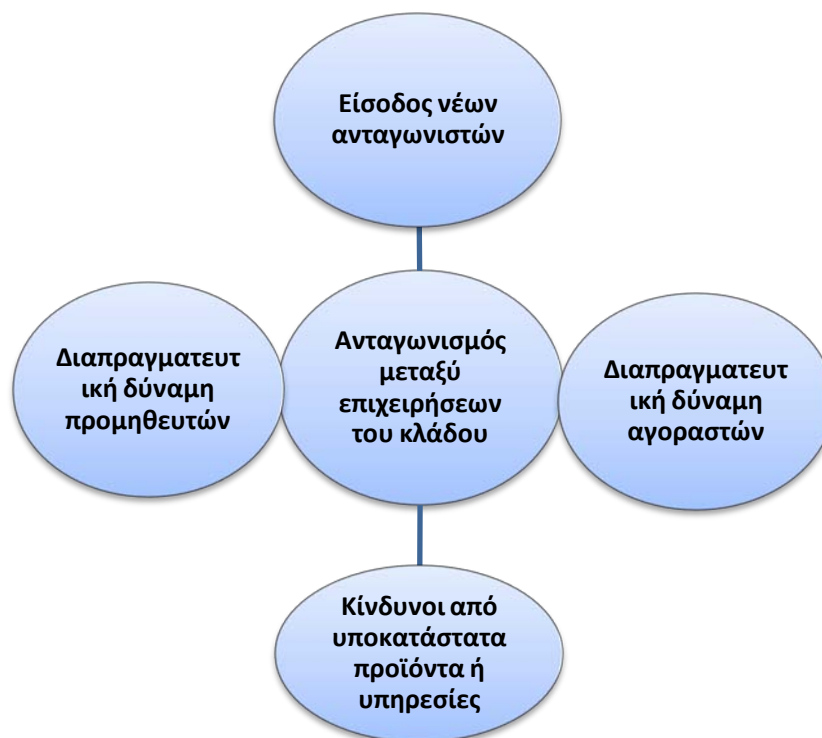 Είσοδος νέων
ανταγωνιστών
Διαπραγματευτ
ική δύναμη
προμηθευτών
Ανταγωνισμός
μεταξύ
επιχειρήσεων
του κλάδου
Διαπραγματευτ
ική δύναμη
αγοραστών
Κίνδυνοι από
υποκατάστατα
προϊόντα ή
υπηρεσίες